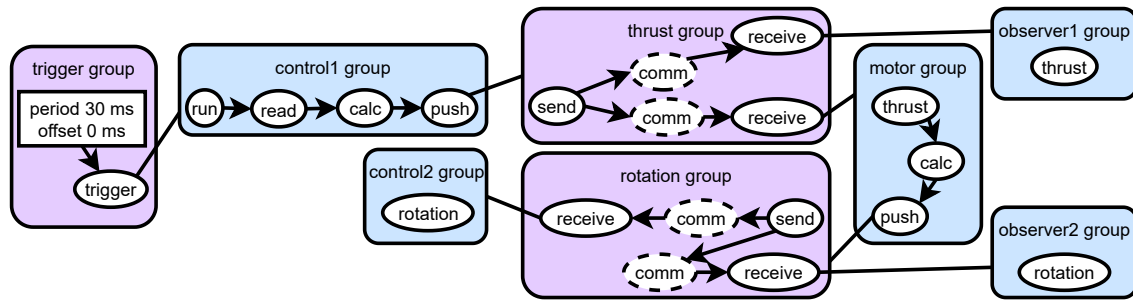 trigger group
period 30 ms
offset 0 ms
trigger
control1 group
run
read
calc
push
control2 group
rotation
thrust group
send
comm
receive
comm
receive
rotation group
receive
comm
send
comm
receive
motor group
thrust
calc
push
observer1 group
thrust
observer2 group
rotation